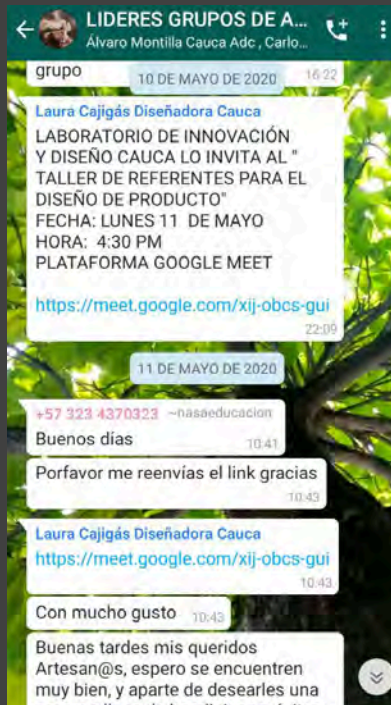 LIDERES GRUPOS DE A...
Álvaro Montilla Cauca Adc , Carlo...
grupo
16:22
10 DE MAYO DE 2020
Laura Cajigás Diseñadora Cauca
LABORATORIO DE INNOVACIÓN
Y DISEÑO CAUCA LO INVITA AL "
TALLER DE REFERENTES PARA EL
DISEÑO DE PRODUCTO"
FECHA: LUNES 11 DE MAYO
HORA: 4:30 PM
PLATAFORMA GOOGLE MEET
https://meet.google.com/xij-obcs-gui
22:09
11 DE MAYO DE 2020
+57 323 4370323 ~nasaeducacion
Buenos días
10:41
Porfavor me reenvías el link gracias
10:43
Laura Cajigás Diseñadora Cauca
https://meet.google.com/xij-obcs-gui
10:43
Con mucho gusto 10:43
Buenas tardes mis queridos
Artesan@s, espero se encuentren
muy bien, y aparte de desearles una